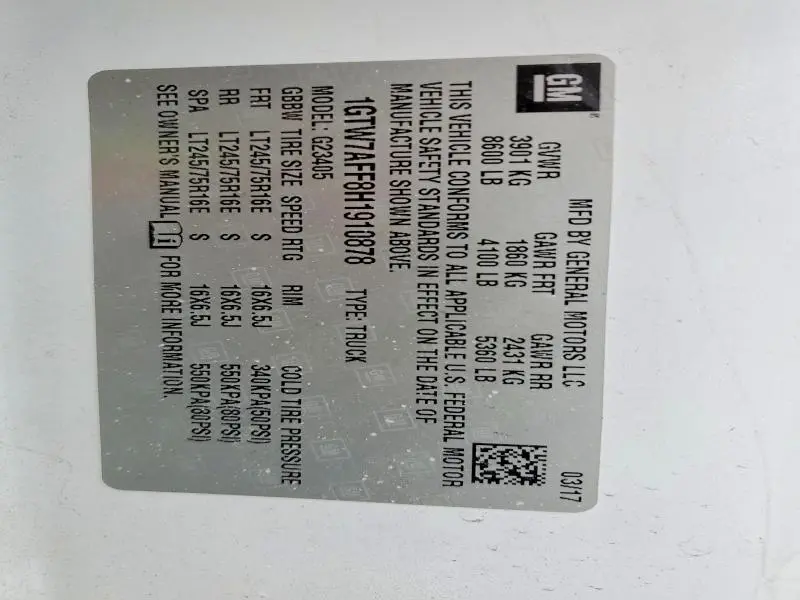 GM
MFD BY GENERAL MOTORS LLC 03/17
GVWR GAWR FRT GAWR RR
3901 KG 1860 KG 2431 KG
8600 LB 4100 LB 5360 LB
THIS VEHICLE CONFORMS TO ALL APPLICABLE U.S. FEDERAL MOTOR
VEHICLE SAFETY STANDARDS IN EFFECT ON THE DATE OF
MANUFACTURE SHOWN ABOVE.
1GTW7AFF8H1910878 TYPE: TRUCK
MODEL: G23405
GBBW TIRE SIZE SPEED RTG RIM COLD TIRE PRESSURE
FRT LT245/75R16E S 16X6.5J 340KPA(50PSI)
RR LT245/75R16E S 16X6.5J 550KPA(80PSI)
SPA LT245/75R16E S 16X6.5J 550KPA(80PSI)
SEE OWNER'S MANUAL FOR MORE INFORMATION.